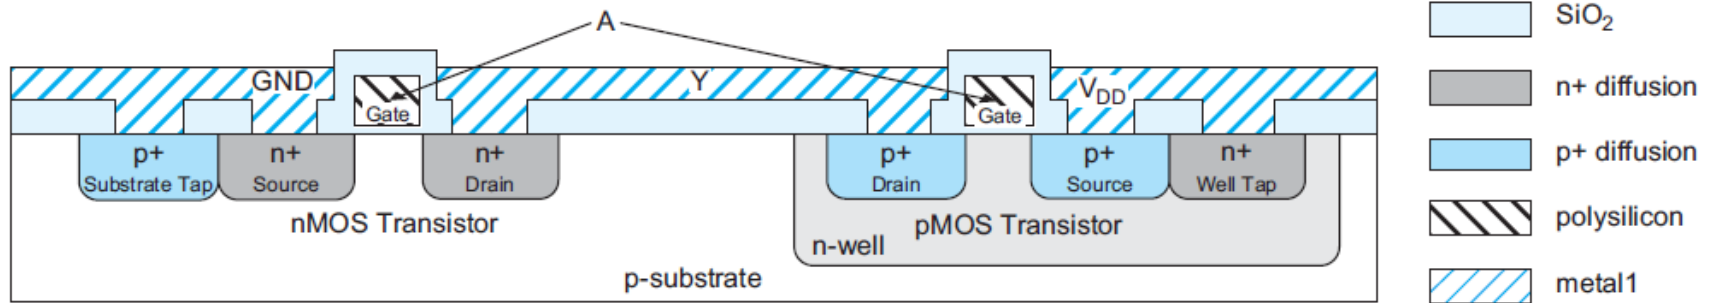 A
GND
Y
V_DD
Gate
Gate
p+
Substrate Tap
n+
Source
n+
Drain
p+
Drain
p+
Source
n+
Well Tap
nMOS Transistor
pMOS Transistor
n-well
p-substrate
SiO₂
n+ diffusion
p+ diffusion
polysilicon
metal1